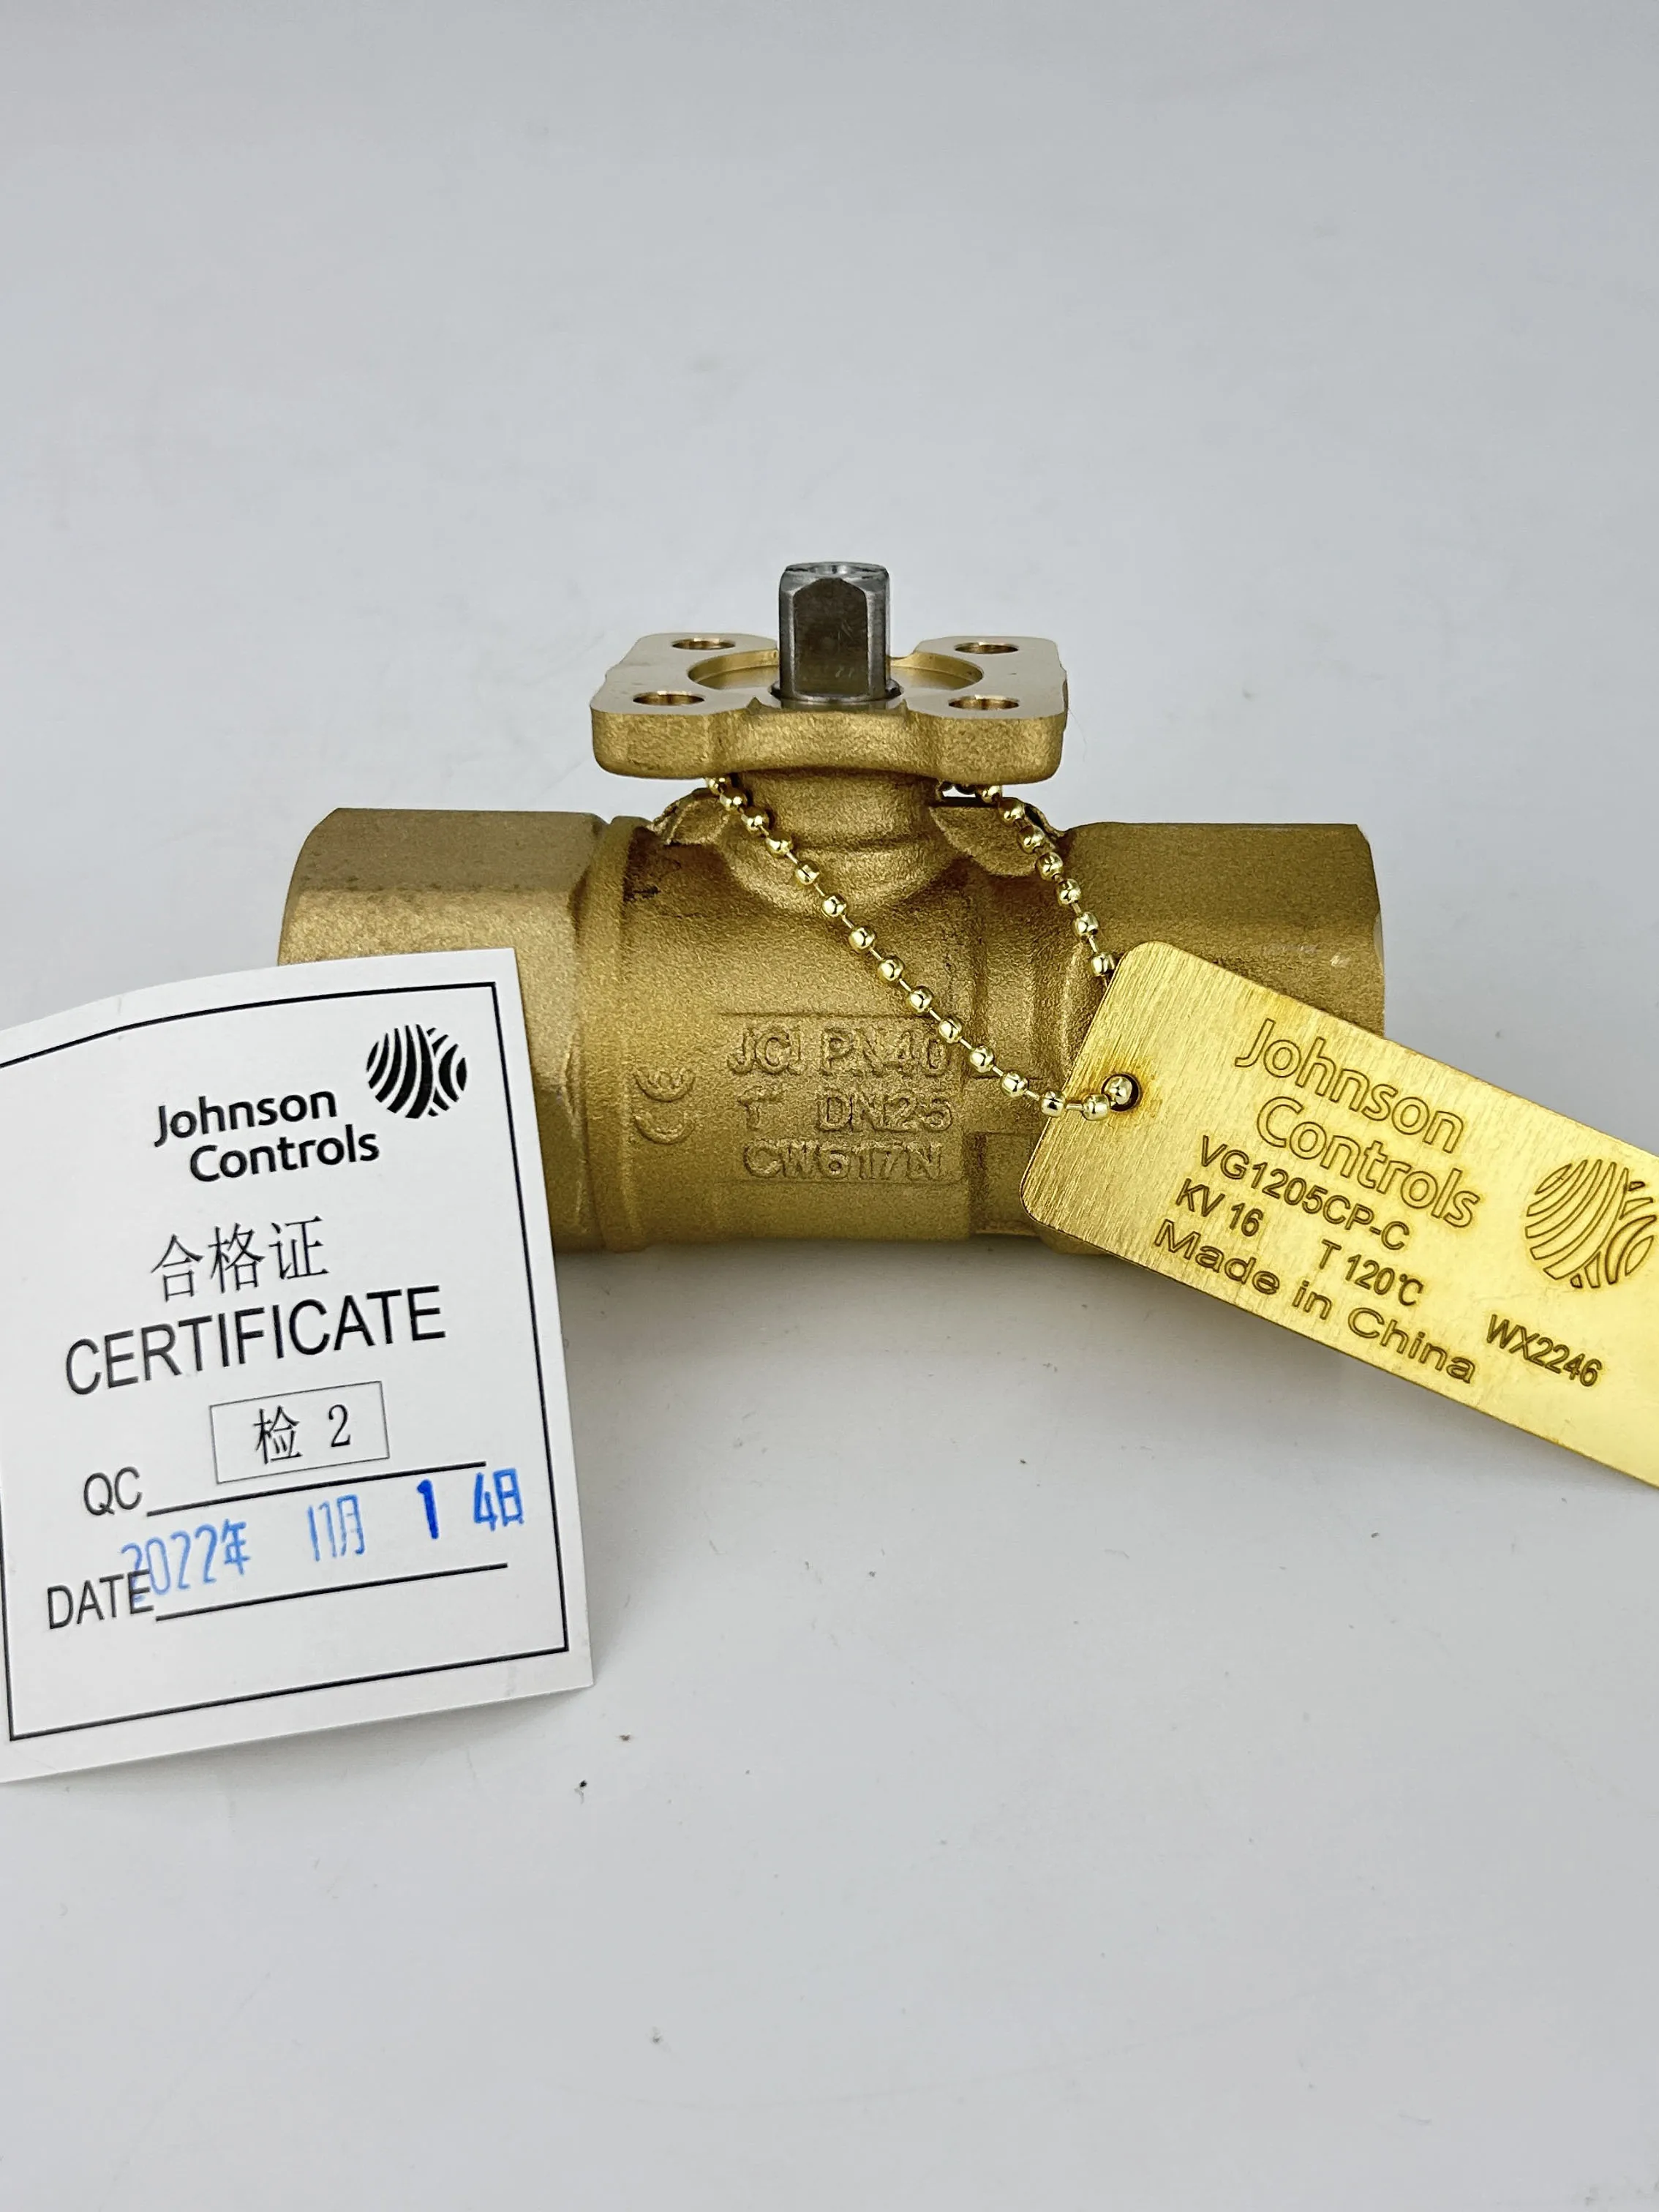 JCI PN40
1" DN25
CW617N
CE
Johnson
Controls
合格证
CERTIFICATE
检 2
QC
2022年 11月 14日
DATE
Johnson
Controls
VG1205CP-C
KV 16 T 120℃
Made in China
WX2246